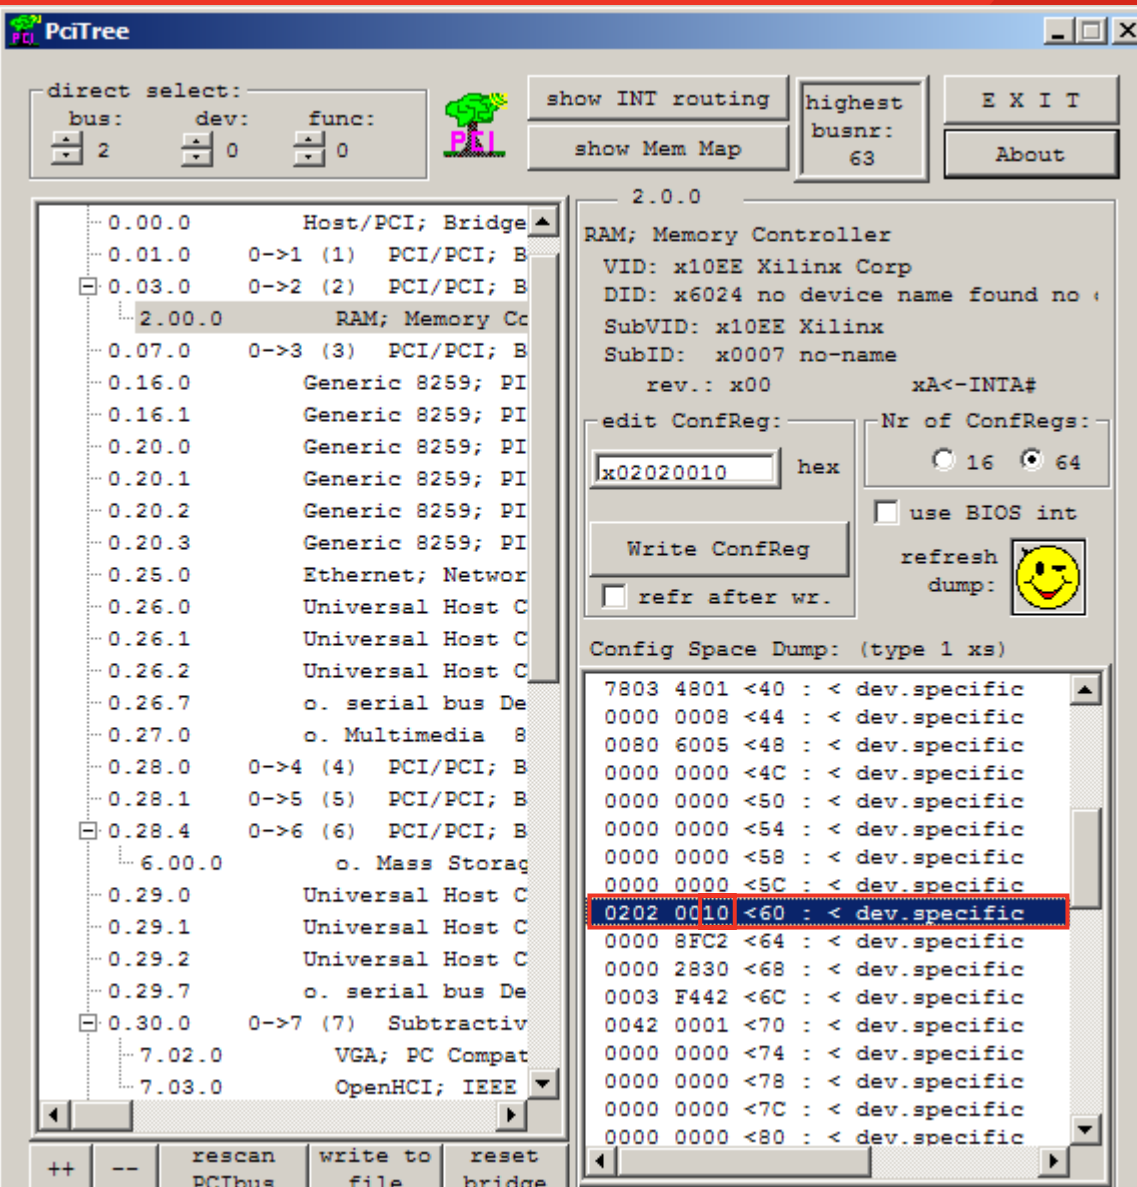 PciTree
direct select:
bus: dev: func:
2 0 0
PCI
show INT routing
show Mem Map
highest
busnr:
63
E X I T
About
0.00.0 Host/PCI; Bridge
0.01.0 0->1 (1) PCI/PCI; B
0.03.0 0->2 (2) PCI/PCI; B
2.00.0 RAM; Memory Co
0.07.0 0->3 (3) PCI/PCI; B
0.16.0 Generic 8259; PI
0.16.1 Generic 8259; PI
0.20.0 Generic 8259; PI
0.20.1 Generic 8259; PI
0.20.2 Generic 8259; PI
0.20.3 Generic 8259; PI
0.25.0 Ethernet; Networ
0.26.0 Universal Host C
0.26.1 Universal Host C
0.26.2 Universal Host C
0.26.7 o. serial bus De
0.27.0 o. Multimedia 8
0.28.0 0->4 (4) PCI/PCI; B
0.28.1 0->5 (5) PCI/PCI; B
0.28.4 0->6 (6) PCI/PCI; B
6.00.0 o. Mass Storag
0.29.0 Universal Host C
0.29.1 Universal Host C
0.29.2 Universal Host C
0.29.7 o. serial bus De
0.30.0 0->7 (7) Subtractiv
7.02.0 VGA; PC Compat
7.03.0 OpenHCI; IEEE
++
--
rescan
PCIbus
write to
file
reset
bridge
2.0.0
RAM; Memory Controller
VID: x10EE Xilinx Corp
DID: x6024 no device name found no
SubVID: x10EE Xilinx
SubID: x0007 no-name
rev.: x00 xA<-INTA#
edit ConfReg:
x02020010 hex
Write ConfReg
refr after wr.
Nr of ConfRegs:
16 64
use BIOS int
refresh
dump:
Config Space Dump: (type 1 xs)
7803 4801 <40 : < dev.specific
0000 0008 <44 : < dev.specific
0080 6005 <48 : < dev.specific
0000 0000 <4C : < dev.specific
0000 0000 <50 : < dev.specific
0000 0000 <54 : < dev.specific
0000 0000 <58 : < dev.specific
0000 0000 <5C : < dev.specific
0202 0010 <60 : < dev.specific
0000 8FC2 <64 : < dev.specific
0000 2830 <68 : < dev.specific
0003 F442 <6C : < dev.specific
0042 0001 <70 : < dev.specific
0000 0000 <74 : < dev.specific
0000 0000 <78 : < dev.specific
0000 0000 <7C : < dev.specific
0000 0000 <80 : < dev.specific